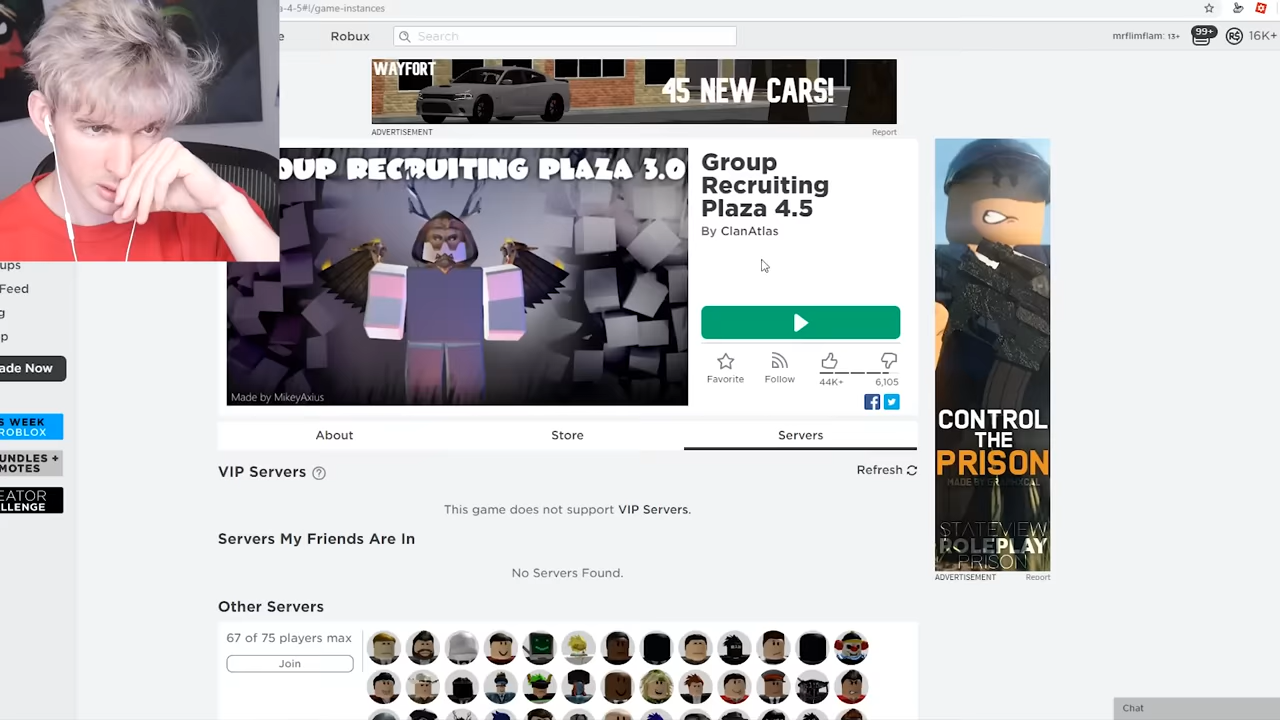 a-4-5#!/game-instances
e
Robux
Search
mrflimflam: 13+
99+
16K+
WAYFORT
45 NEW CARS!
ADVERTISEMENT
Report
OUP RECRUITING PLAZA 3.0
Made by MikeyAxius
Group
Recruiting
Plaza 4.5
By ClanAtlas
Favorite
Follow
44K+
6,105
ups
Feed
g
p
ade Now
S WEEK
ROBLOX
UNDLES +
MOTES
EATOR
LLENGE
About
Store
Servers
VIP Servers
Refresh
This game does not support VIP Servers.
Servers My Friends Are In
No Servers Found.
Other Servers
67 of 75 players max
Join
CONTROL
THE
PRISON
MADE BY
STATEVIEW
ROLEPLAY
PRISON
ADVERTISEMENT
Report
Chat